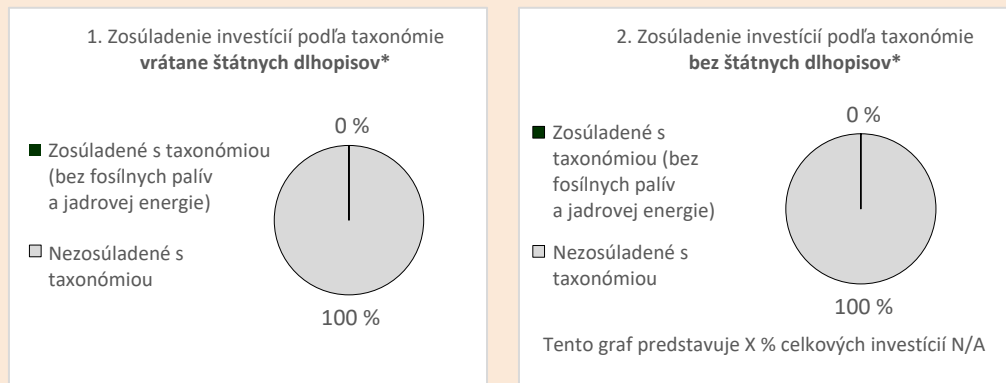 1. Zosúladenie investícií podľa taxonómie
vrátane štátnych dlhopisov*
0 %
Zosúladené s taxonómiou
(bez fosílnych palív
a jadrovej energie)
Nezosúladené s
taxonómiou
100 %
2. Zosúladenie investícií podľa taxonómie
bez štátnych dlhopisov*
0 %
Zosúladené s
taxonómiou (bez
fosílnych palív
a jadrovej energie)
Nezosúladené s
taxonómiou
100 %
Tento graf predstavuje X % celkových investícií N/A